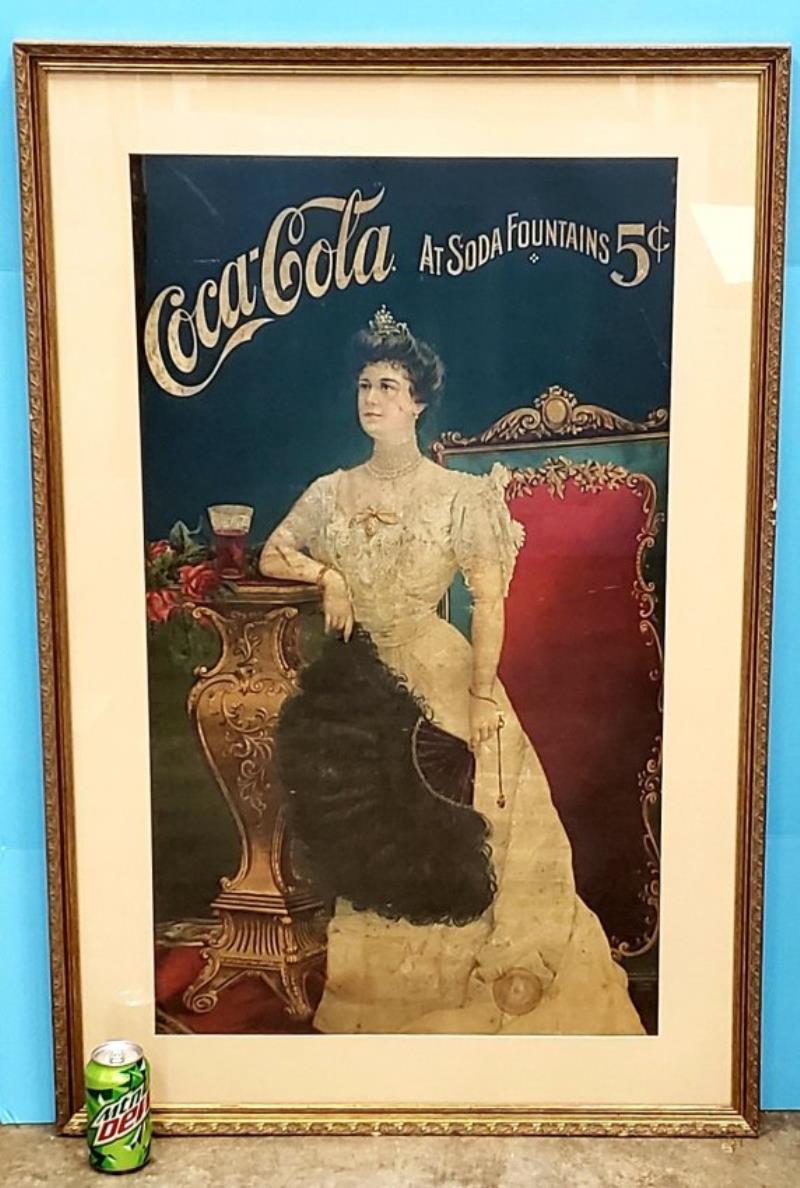 Coca-Cola.
AT SODA FOUNTAINS 5¢
Mtn
Dew